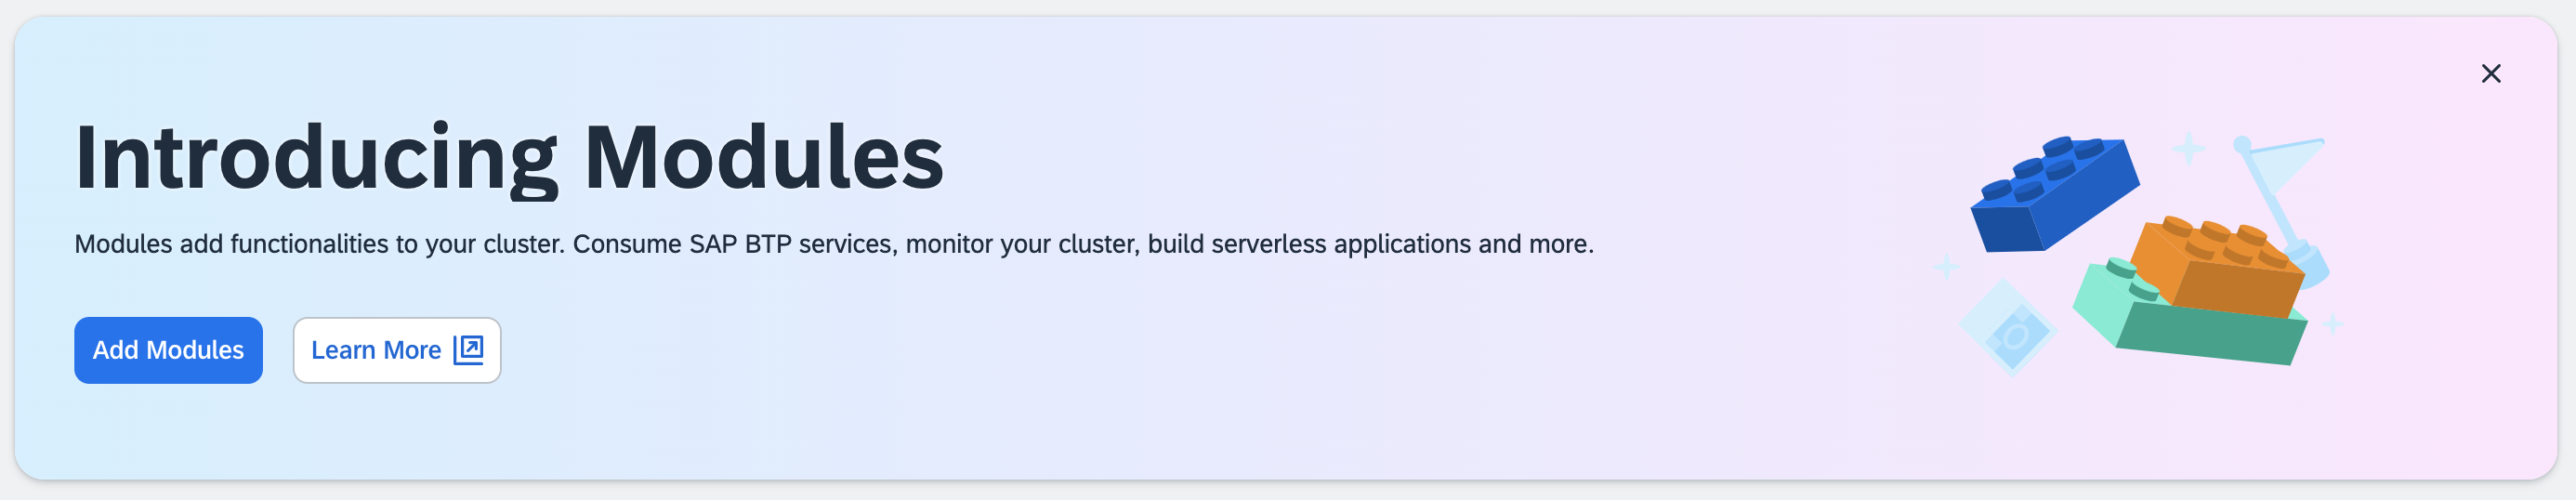 Introducing Modules
Modules add functionalities to your cluster. Consume SAP BTP services, monitor your cluster, build serverless applications and more.
Add Modules
Learn More